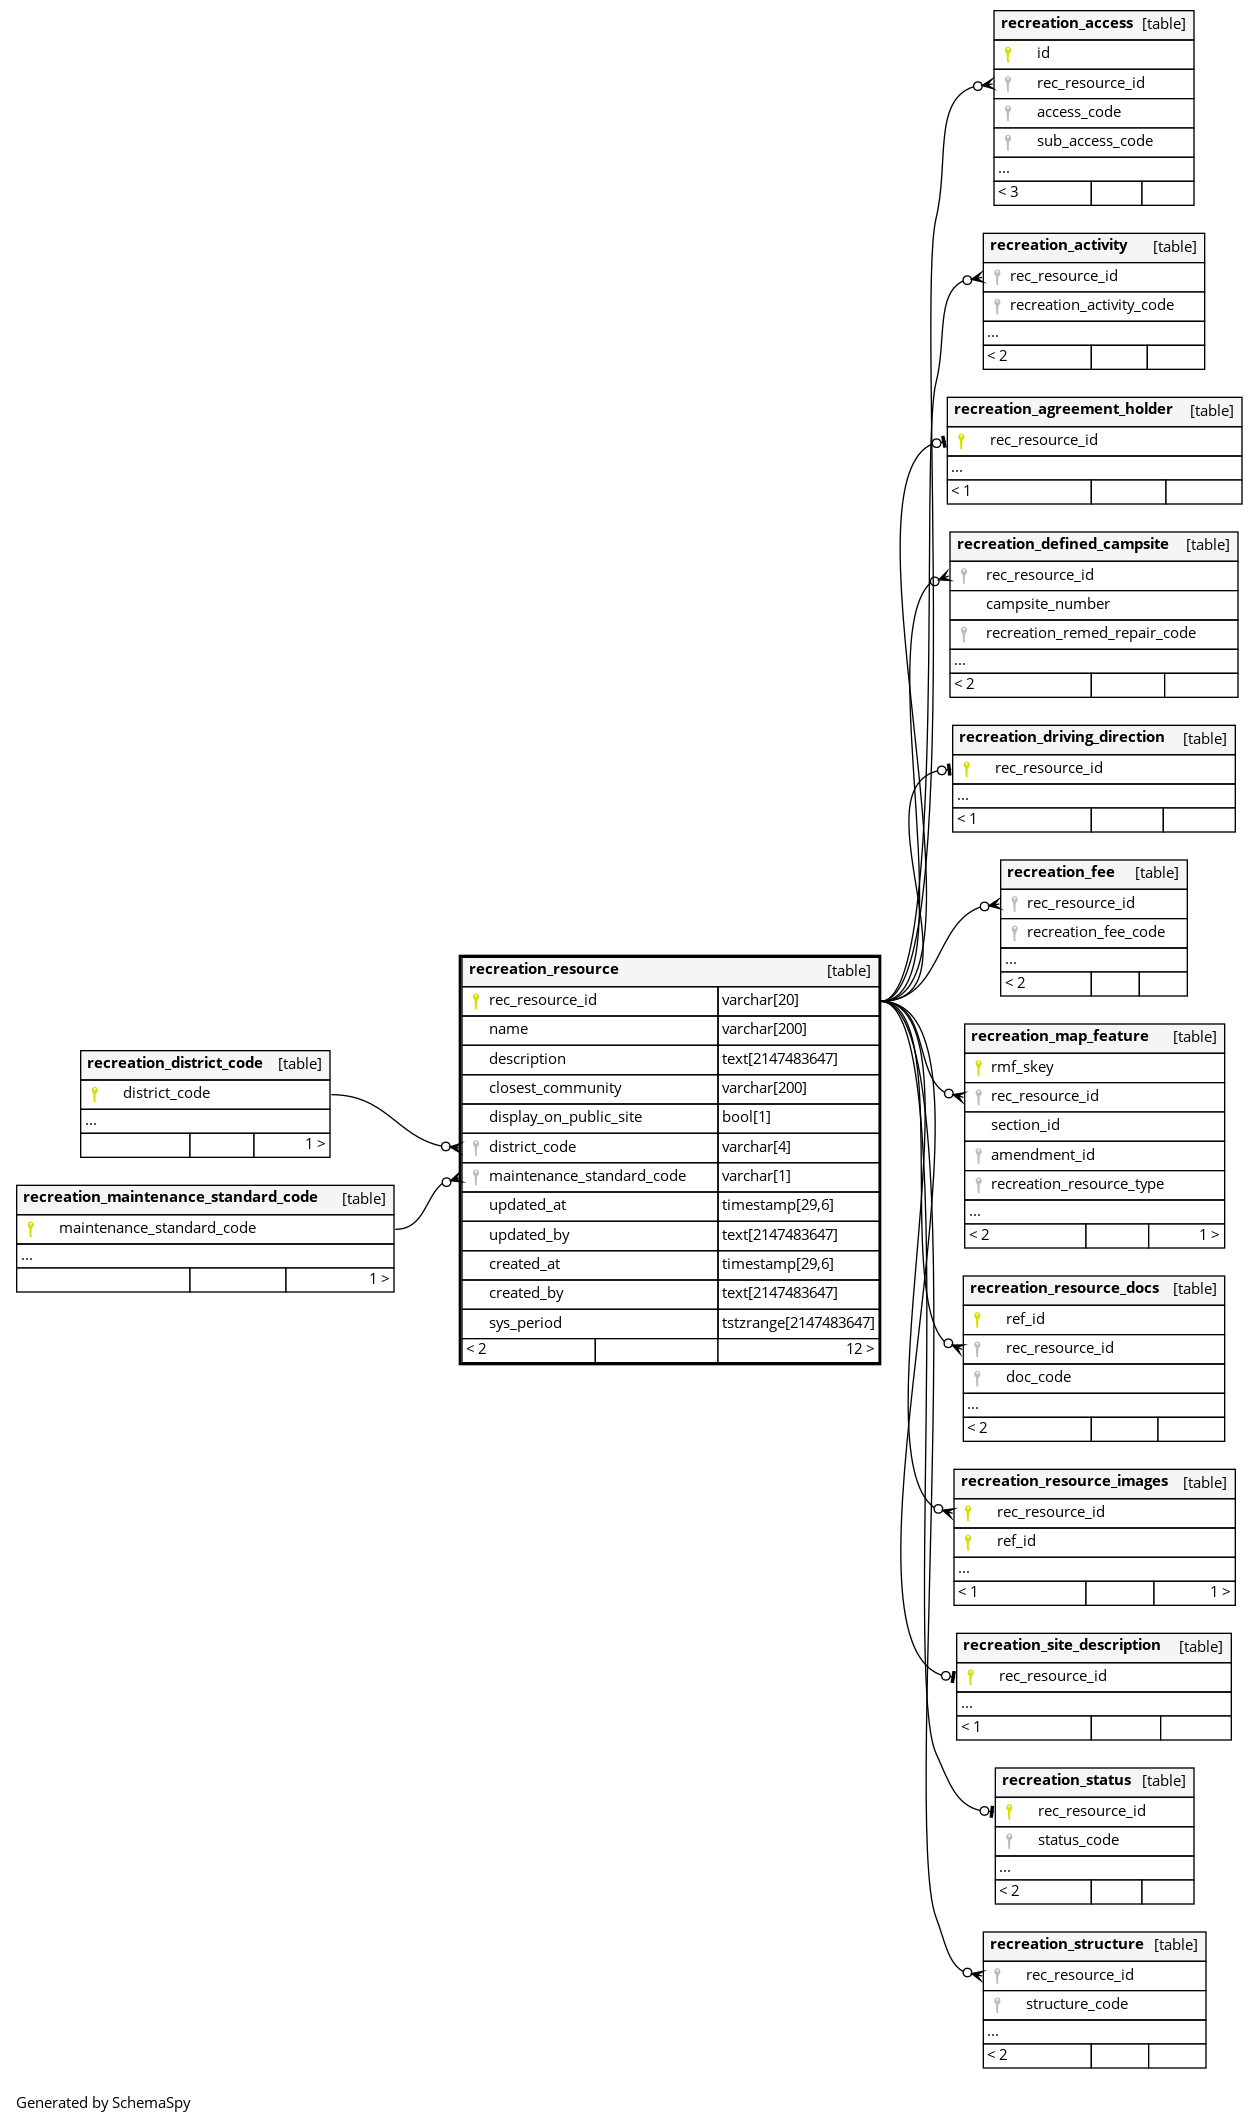 recreation_access [table]
id
rec_resource_id
access_code
sub_access_code
...
< 3
recreation_activity [table]
rec_resource_id
recreation_activity_code
...
< 2
recreation_agreement_holder [table]
rec_resource_id
...
< 1
recreation_defined_campsite [table]
rec_resource_id
campsite_number
recreation_remed_repair_code
...
< 2
recreation_driving_direction [table]
rec_resource_id
...
< 1
recreation_fee [table]
rec_resource_id
recreation_fee_code
...
< 2
recreation_district_code [table]
district_code
...
1 >
recreation_maintenance_standard_code [table]
maintenance_standard_code
...
1 >
recreation_resource [table]
rec_resource_id varchar[20]
name varchar[200]
description text[2147483647]
closest_community varchar[200]
display_on_public_site bool[1]
district_code varchar[4]
maintenance_standard_code varchar[1]
updated_at timestamp[29,6]
updated_by text[2147483647]
created_at timestamp[29,6]
created_by text[2147483647]
sys_period tstzrange[2147483647]
< 2 12 >
recreation_map_feature [table]
rmf_skey
rec_resource_id
section_id
amendment_id
recreation_resource_type
...
< 2 1 >
recreation_resource_docs [table]
ref_id
rec_resource_id
doc_code
...
< 2
recreation_resource_images [table]
rec_resource_id
ref_id
...
< 1 1 >
recreation_site_description [table]
rec_resource_id
...
< 1
recreation_status [table]
rec_resource_id
status_code
...
< 2
recreation_structure [table]
rec_resource_id
structure_code
...
< 2
Generated by SchemaSpy